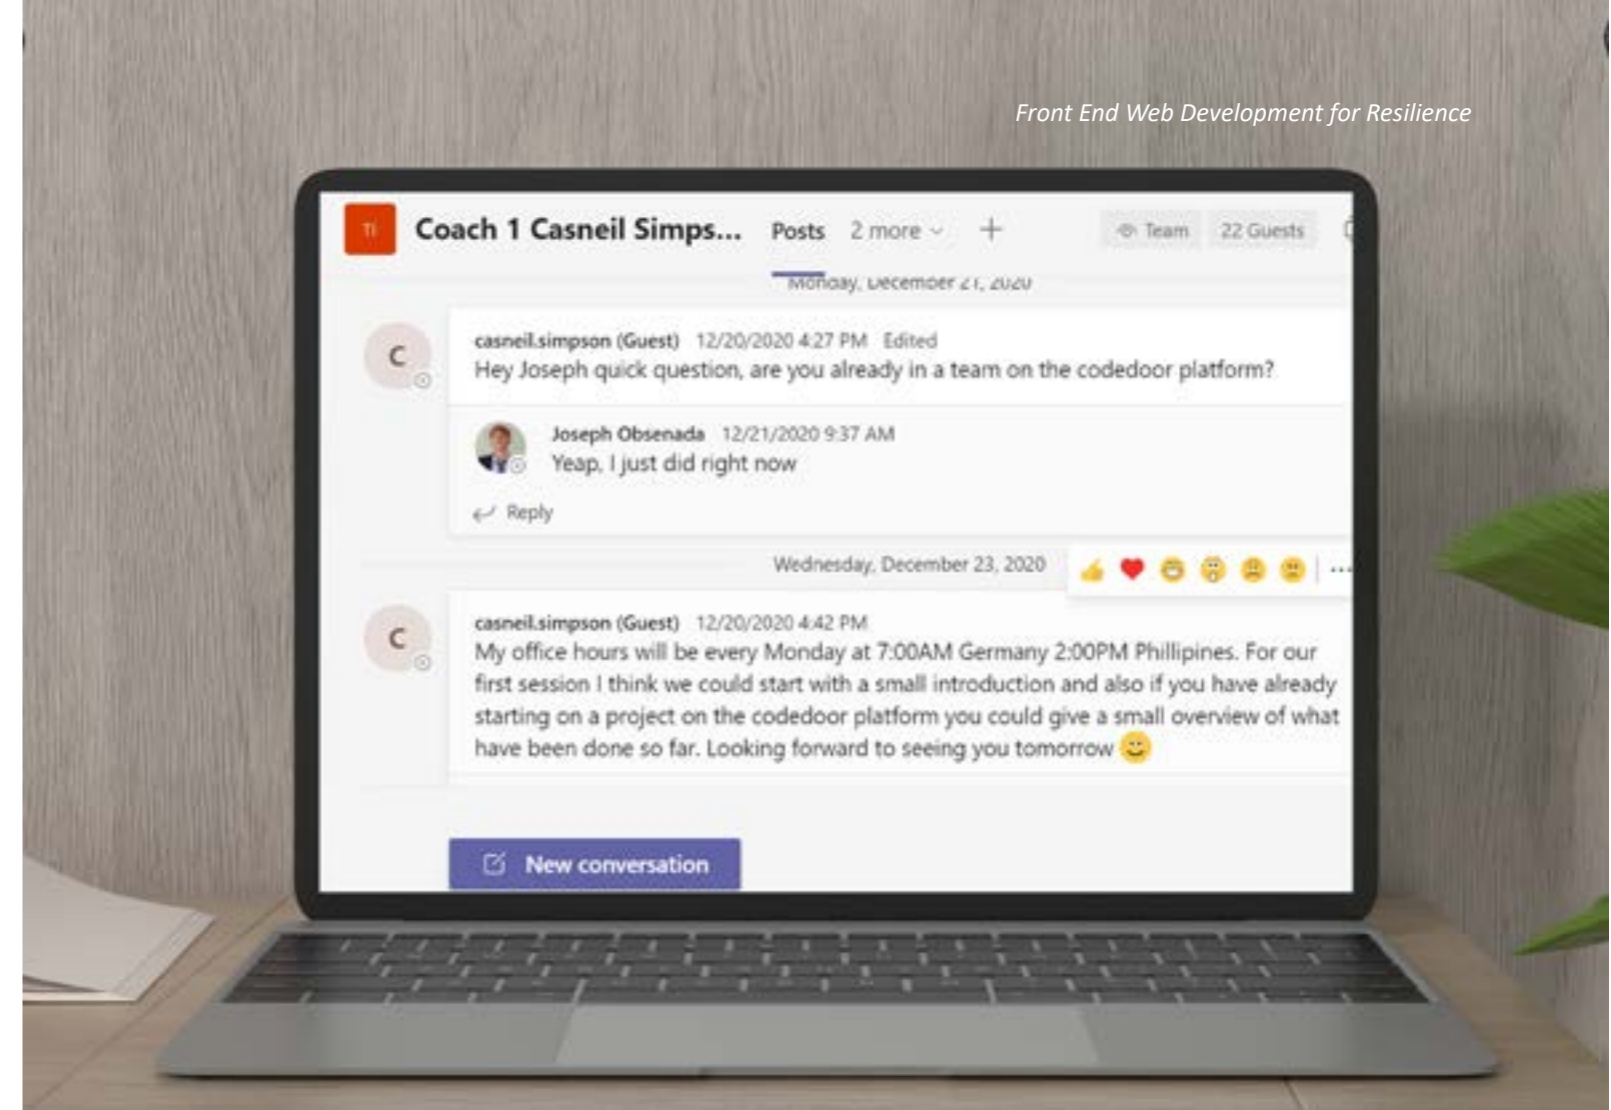 Front End Web Development for Resilience
TI
Coach 1 Casneil Simps...
Posts
2 more
Team
22 Guests
Monday, December 21, 2020
C
casneil.simpson (Guest) 12/20/2020 4:27 PM Edited
Hey Joseph quick question, are you already in a team on the codedoor platform?
Joseph Obsenada 12/21/2020 9:37 AM
Yeap, I just did right now
Reply
Wednesday, December 23, 2020
C
casneil.simpson (Guest) 12/20/2020 4:42 PM
My office hours will be every Monday at 7:00AM Germany 2:00PM Phillipines. For our
first session I think we could start with a small introduction and also if you have already
starting on a project on the codedoor platform you could give a small overview of what
have been done so far. Looking forward to seeing you tomorrow
New conversation